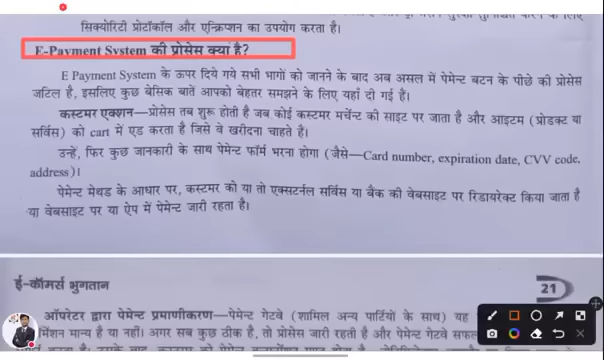 सिक्योरिटी प्रोटोकॉल और एन्क्रिप्शन का उपयोग करता है।
E-Payment System की प्रोसेस क्या है?
E Payment System के ऊपर दिये गये सभी भागों को जानने के बाद अब असल में पेमेन्ट बटन के पीछे की प्रोसेस
जटिल है, इसलिए कुछ बेसिक बातें आपको बेहतर समझने के लिए यहाँ दी गई है।
कस्टमर एक्शन—प्रोसेस तब शुरू होती है जब कोई कस्टमर मर्चेन्ट की साइट पर जाता है और आइटम (प्रोडक्ट या
सर्विस) को cart में एड करता है जिसे वे खरीदना चाहते है।
उन्हें, फिर कुछ जानकारी के साथ पेमेन्ट फॉर्म भरना होगा (जैसे—Card number, expiration date, CVV code,
address)।
पेमेन्ट मेथड के आधार पर, कस्टमर को या तो एक्सटर्नल सर्विस या बैंक की वेबसाइट पर रिडायरेक्ट किया जाता है
या वेबसाइट पर या ऐप में पेमेन्ट जारी रहता है।
ई-कॉमर्स भुगतान
21
ऑपरेटर द्वारा पेमेन्ट प्रमाणीकरण—पेमेन्ट गेटवे (शामिल अन्य पार्टियों के साथ) यह
मान्य है या नहीं। अगर सब कुछ ठीक है, तो प्रोसेस जारी रहती है और पेमेन्ट गेटवे